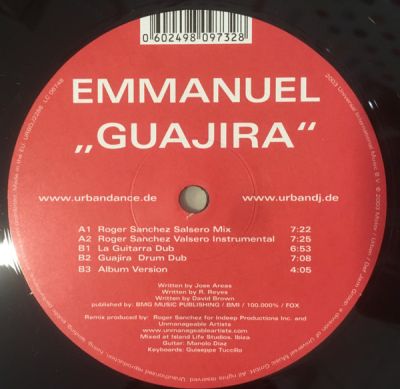 0 602498 097328
EMMANUEL
„GUAJIRA“
www.urbandance.de
www.urbandj.de
A1 Roger Sanchez Salsero Mix 7:22
A2 Roger Sanchez Valsero Instrumental 7:25
B1 La Guitarra Dub 6:53
B2 Guajira Drum Dub 7:08
B3 Album Version 4:05
Written by Jose Areas
Written by R. Reyes
Written by David Brown
published by: BMG MUSIC PUBLISHING / BMI / 100.000% / FOX
Remix produced by: Roger Sanchez for Indeep Productions Inc. and
Unmanageable Artists
www.unmanageableartists.com
Mixed at Island Life Studios. Ibiza
Guitar: Manolo Diaz
Keyboards: Guiseppe Tuccillo